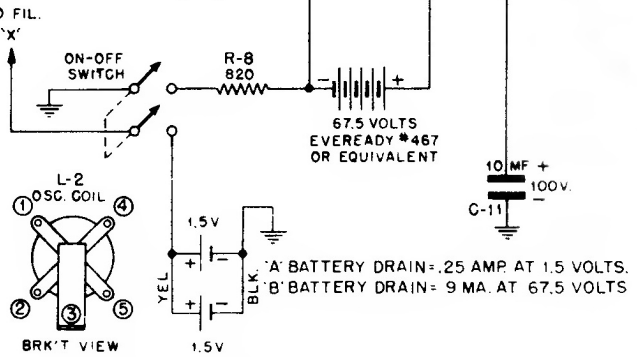 FIL.
'X'
ON-OFF
SWITCH
R-8
820
- +
67.5 VOLTS
EVEREADY #467
OR EQUIVALENT
10 MF +
100V.
-
C-11
L-2
OSC. COIL
1 4
2 3 5
BRK'T VIEW
1.5V
+ -
YEL.
BLK.
+ -
1.5V
'A' BATTERY DRAIN = .25 AMP. AT 1.5 VOLTS.
'B' BATTERY DRAIN = 9 MA. AT 67.5 VOLTS